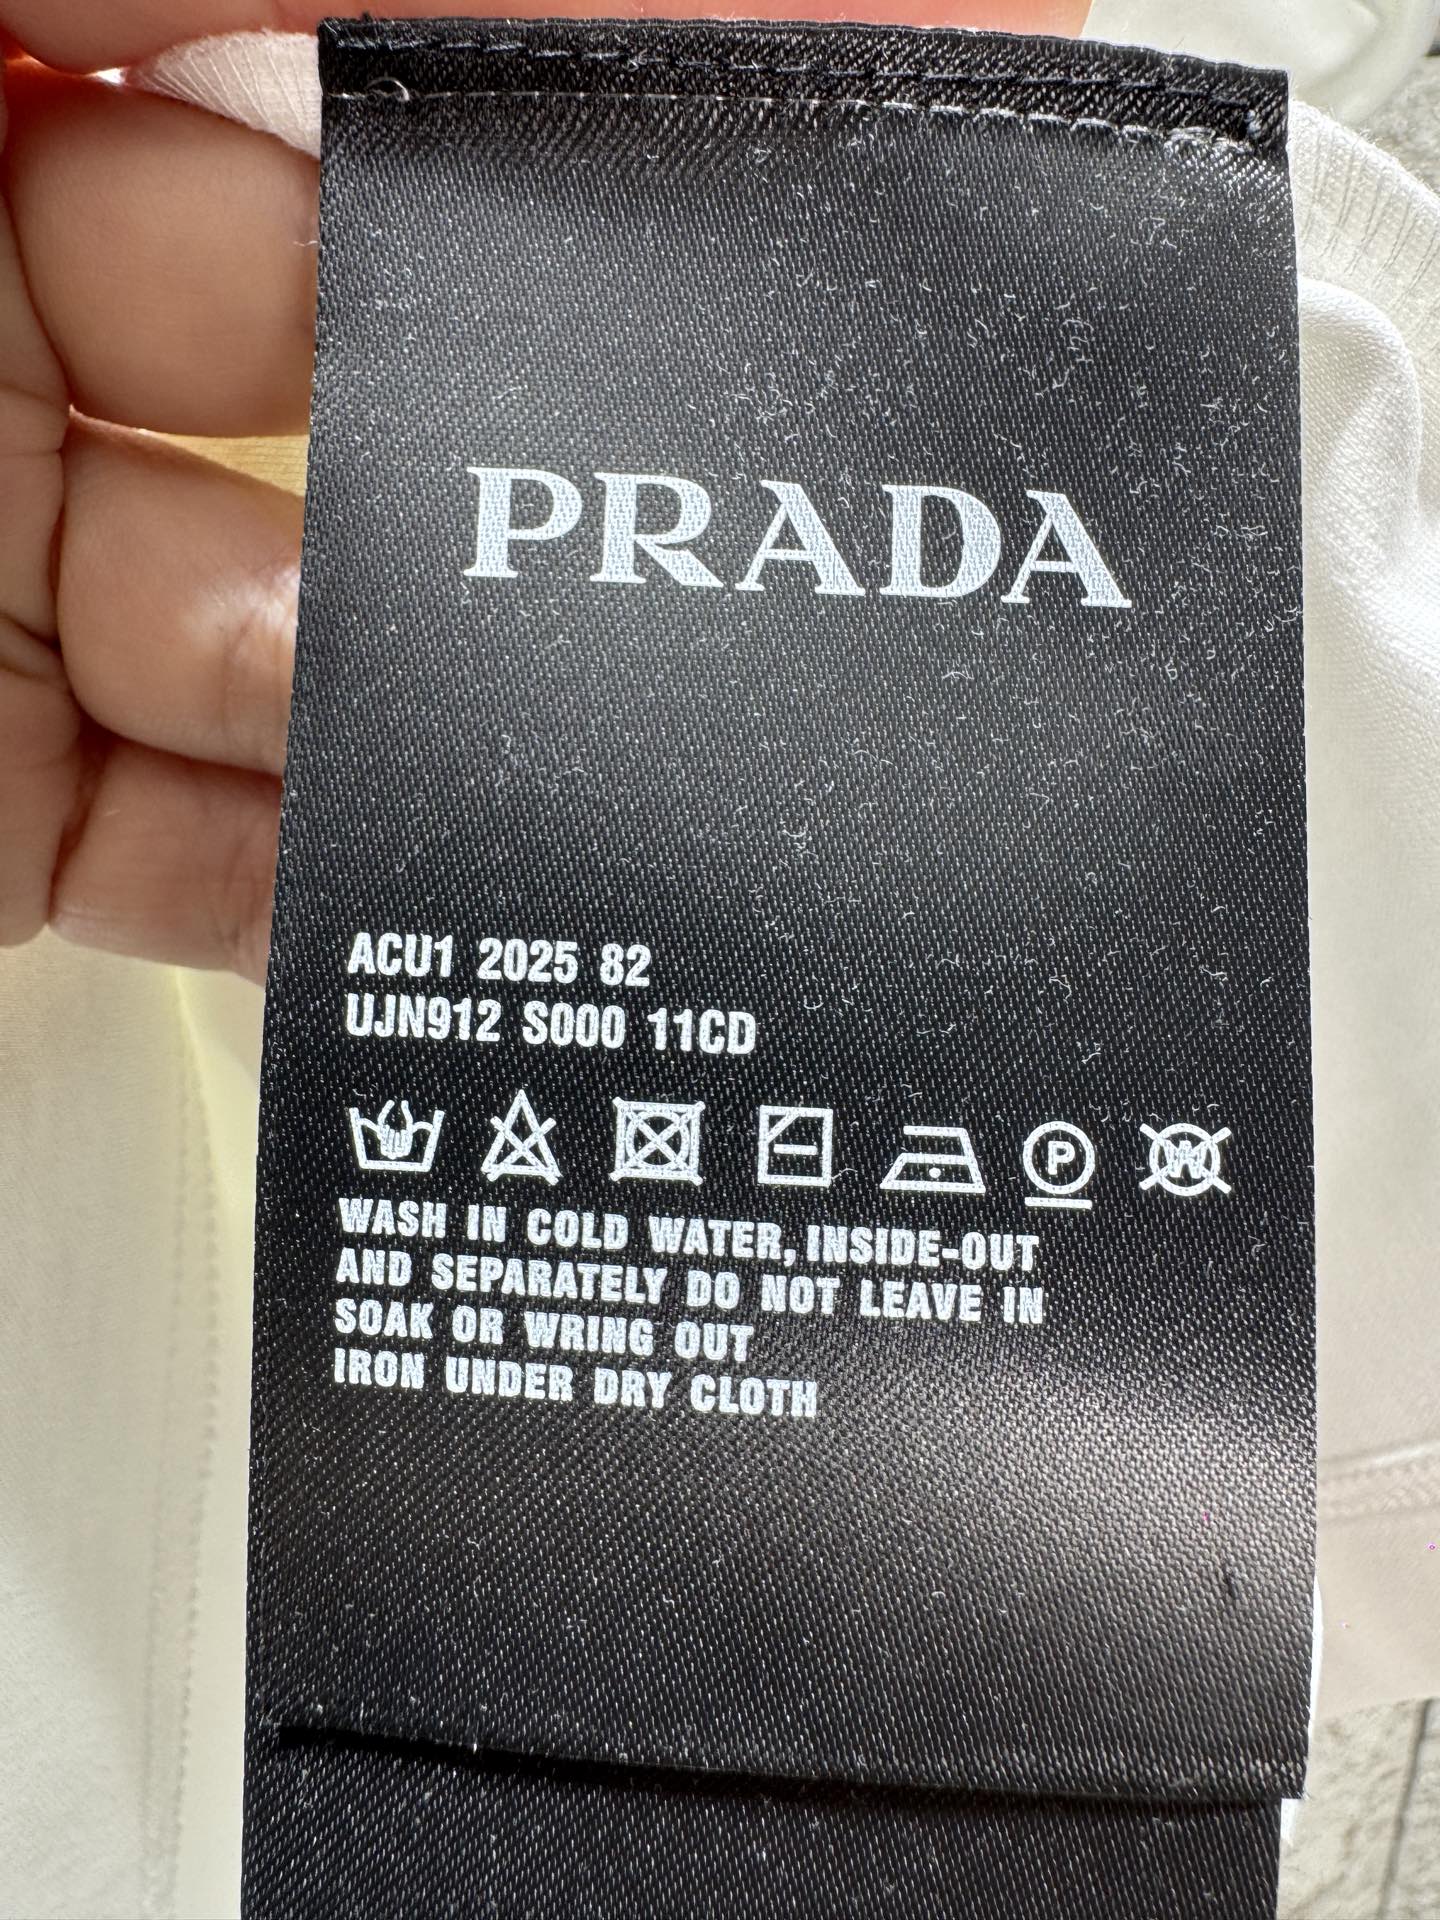 PRADA
ACU1 2025 82
UJN912 S000 11CD
P W
WASH IN COLD WATER, INSIDE-OUT
AND SEPARATELY DO NOT LEAVE IN
SOAK OR WRING OUT
IRON UNDER DRY CLOTH